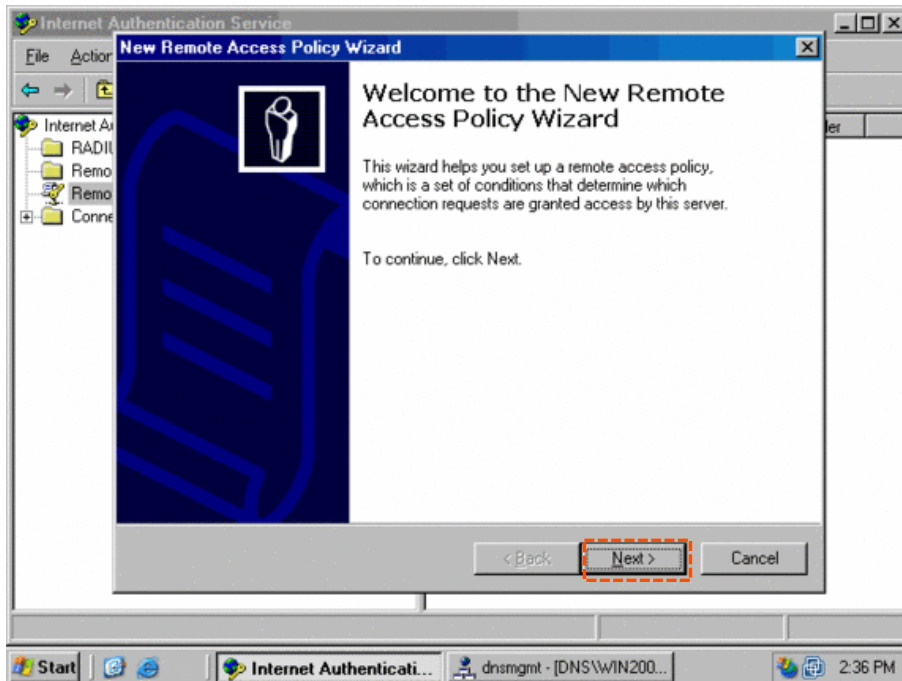 Internet Authentication Service
File Action
New Remote Access Policy Wizard
Welcome to the New Remote
Access Policy Wizard
This wizard helps you set up a remote access policy,
which is a set of conditions that determine which
connection requests are granted access by this server.
To continue, click Next.
Internet Au
RADIU
Remo
Remo
Conne
der
< Back
Next >
Cancel
Start
Internet Authenticati...
dnsmgmt - [DNS\WIN200...
2:36 PM